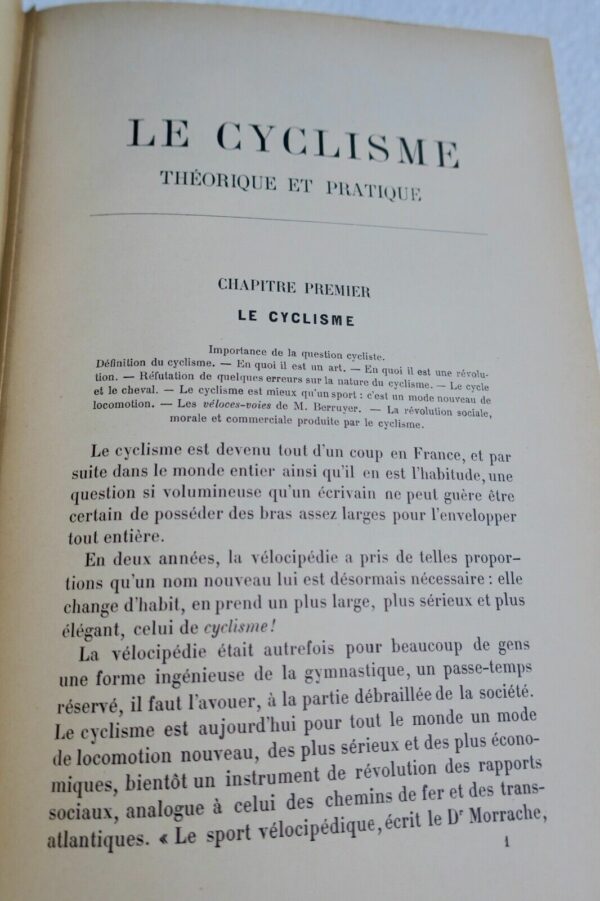 LE CYCLISME
THÉORIQUE ET PRATIQUE
CHAPITRE PREMIER
LE CYCLISME
Importance de la question cycliste.
Définition du cyclisme. — En quoi il est un art. — En quoi il est une révolu-
tion. — Réfutation de quelques erreurs sur la nature du cyclisme. — Le cycle
et le cheval. — Le cyclisme est mieux qu'un sport : c'est un mode nouveau de
locomotion. — Les véloces-voies de M. Berruyer. — La révolution sociale,
morale et commerciale produite par le cyclisme.
Le cyclisme est devenu tout d'un coup en France, et par
suite dans le monde entier ainsi qu'il en est l'habitude, une
question si volumineuse qu'un écrivain ne peut guère être
certain de posséder des bras assez larges pour l'envelopper
tout entière.
En deux années, la vélocipédie a pris de telles propor-
tions qu'un nom nouveau lui est désormais nécessaire : elle
change d'habit, en prend un plus large, plus sérieux et plus
élégant, celui de cyclisme!
La vélocipédie était autrefois pour beaucoup de gens
une forme ingénieuse de la gymnastique, un passe-temps
réservé, il faut l'avouer, à la partie débraillée de la société.
Le cyclisme est aujourd'hui pour tout le monde un mode
de locomotion nouveau, des plus sérieux et des plus écono-
miques, bientôt un instrument de révolution des rapports
sociaux, analogue à celui des chemins de fer et des trans-
atlantiques. « Le sport vélocipédique, écrit le Dr Morrache,
1